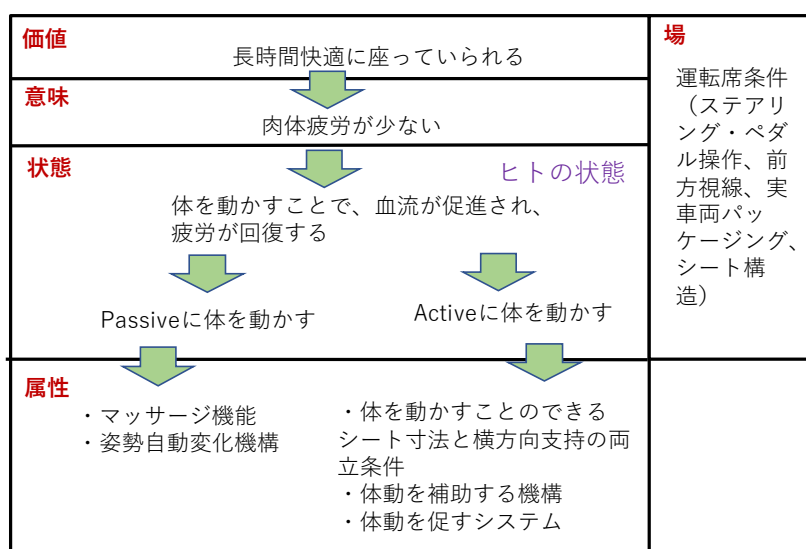 価値
長時間快適に座っていられる
意味
肉体疲労が少ない
状態
ヒトの状態
体を動かすことで、血流が促進され、
疲労が回復する
Passiveに体を動かす
Activeに体を動かす
属性
・マッサージ機能
・姿勢自動変化機構
・体を動かすことのできる
シート寸法と横方向支持の両
立条件
・体動を補助する機構
・体動を促すシステム
場
運転席条件
（ステアリ
ング・ペダ
ル操作、前
方視線、実
車両パッ
ケージング、
シート構
造）